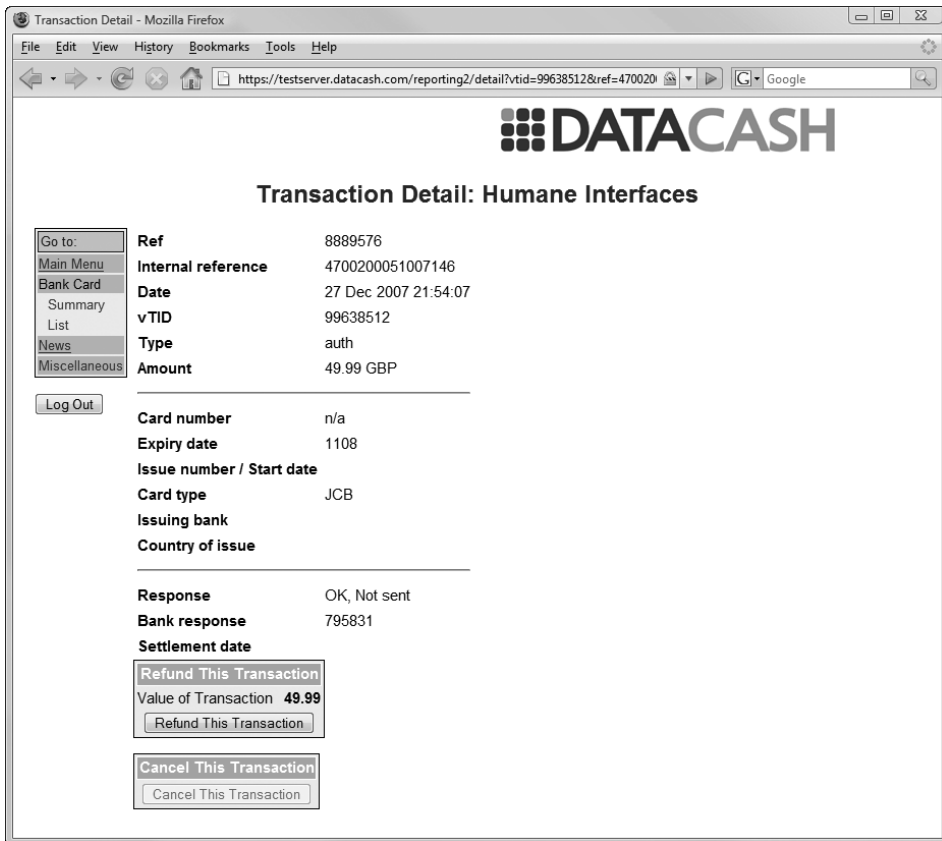 Transaction Detail - Mozilla Firefox
File Edit View History Bookmarks Tools Help
https://testserver.datacash.com/reporting2/detail?vtid=99638512&ref=470020 G Google
DATACASH
Transaction Detail: Humane Interfaces
Go to:
Main Menu
Bank Card
Summary
List
News
Miscellaneous
Log Out
Ref 8889576
Internal reference 4700200051007146
Date 27 Dec 2007 21:54:07
vTID 99638512
Type auth
Amount 49.99 GBP
Card number n/a
Expiry date 1108
Issue number / Start date
Card type JCB
Issuing bank
Country of issue
Response OK, Not sent
Bank response 795831
Settlement date
Refund This Transaction
Value of Transaction 49.99
Refund This Transaction
Cancel This Transaction
Cancel This Transaction